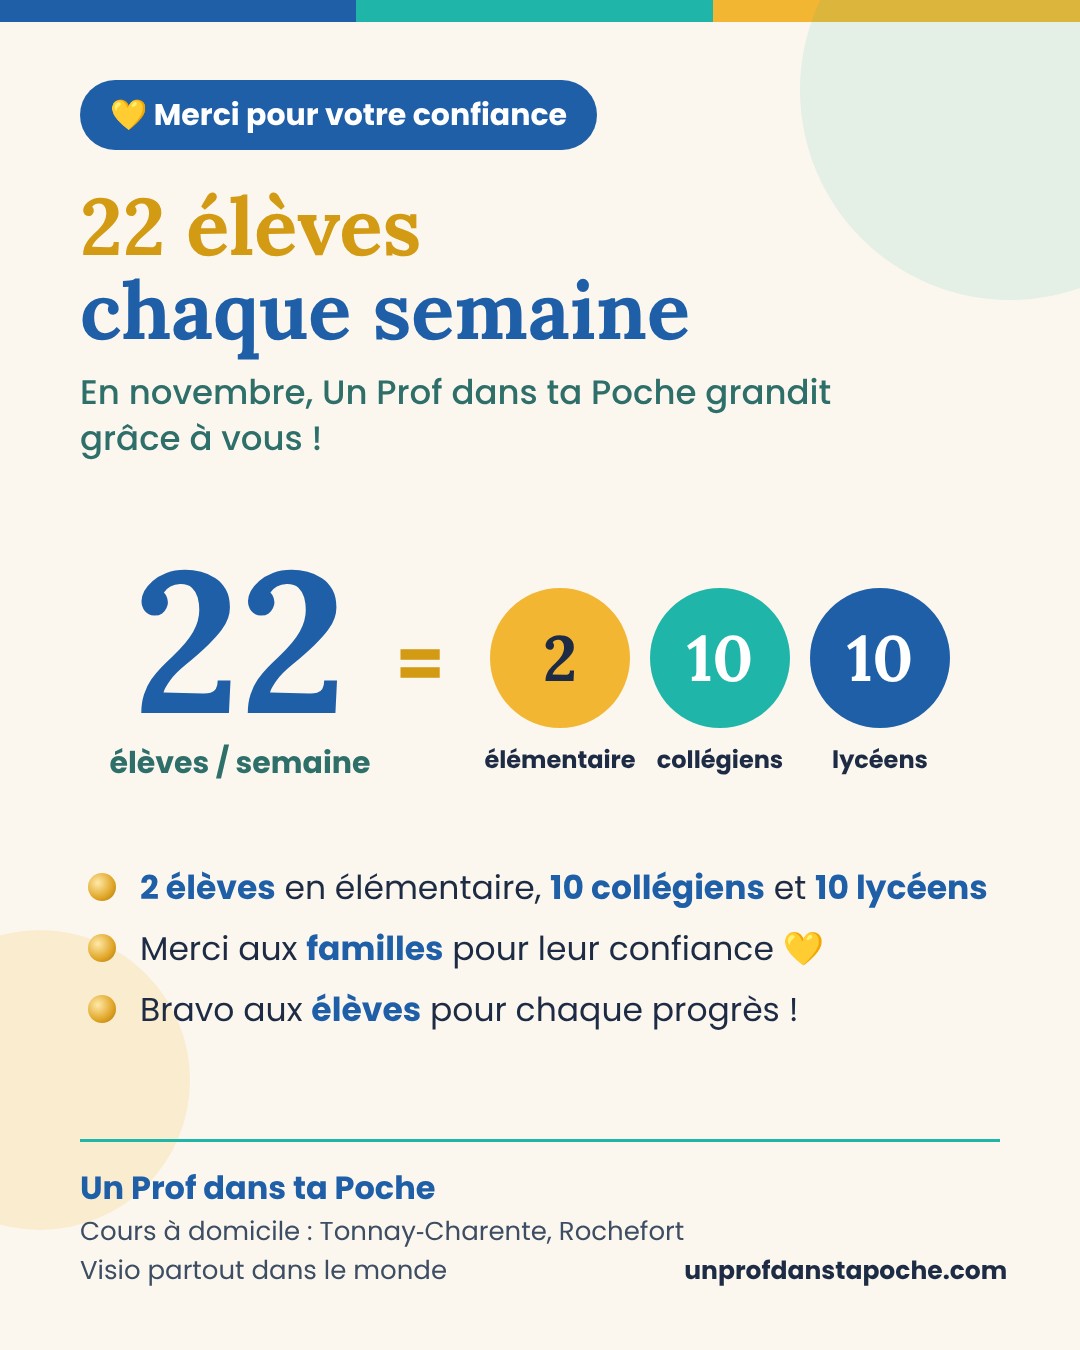 💛 Merci pour votre confiance
22 élèves
chaque semaine
En novembre, Un Prof dans ta Poche grandit
grâce à vous !
22
élèves / semaine
=
2
élémentaire
10
collégiens
10
lycéens
2 élèves en élémentaire, 10 collégiens et 10 lycéens
Merci aux familles pour leur confiance 💛
Bravo aux élèves pour chaque progrès !
Un Prof dans ta Poche
Cours à domicile : Tonnay-Charente, Rochefort
Visio partout dans le monde
unprofdanstapoche.com